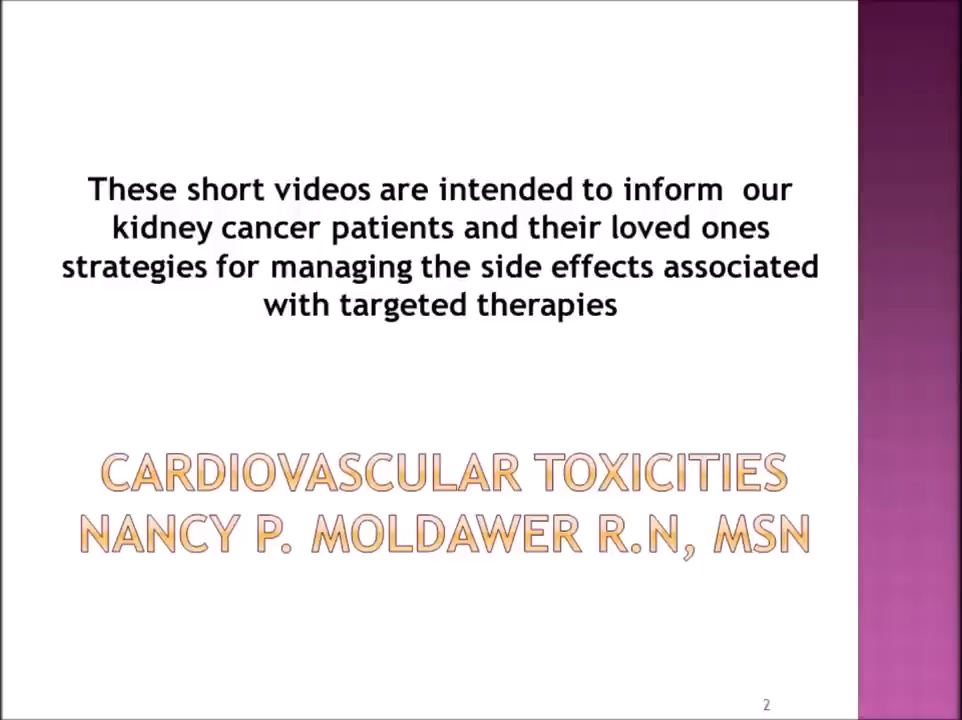 These short videos are intended to inform our
kidney cancer patients and their loved ones
strategies for managing the side effects associated
with targeted therapies
CARDIOVASCULAR TOXICITIES
NANCY P. MOLDAWER R.N, MSN
2